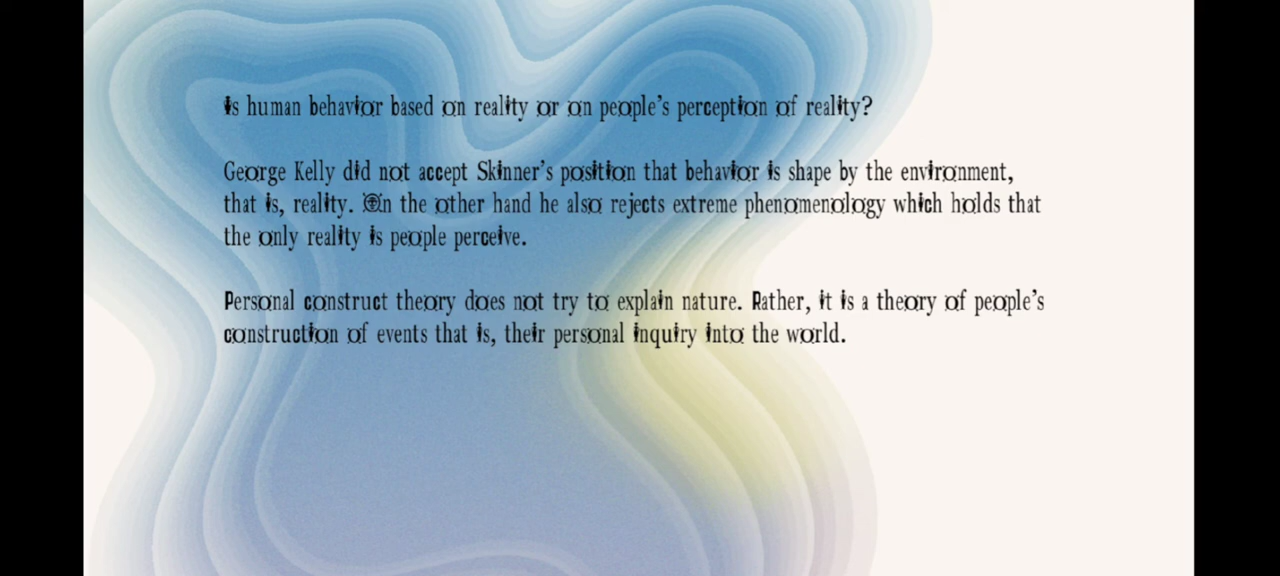 Is human behavior based on reality or on people's perception of reality?
George Kelly did not accept Skinner's position that behavior is shape by the environment,
that is, reality. On the other hand he also rejects extreme phenomenology which holds that
the only reality is people perceive.
Personal construct theory does not try to explain nature. Rather, it is a theory of people's
construction of events that is, their personal inquiry into the world.